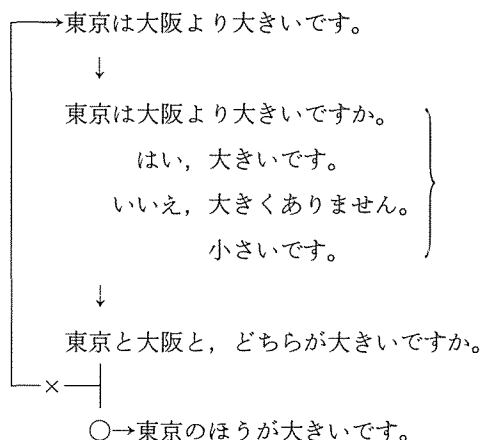 →東京は大阪より大きいです。
↓
東京は大阪より大きいですか。
はい，大きいです。
いいえ，大きくありません。
小さいです。
↓
東京と大阪と，どちらが大きいですか。
×
○→東京のほうが大きいです。